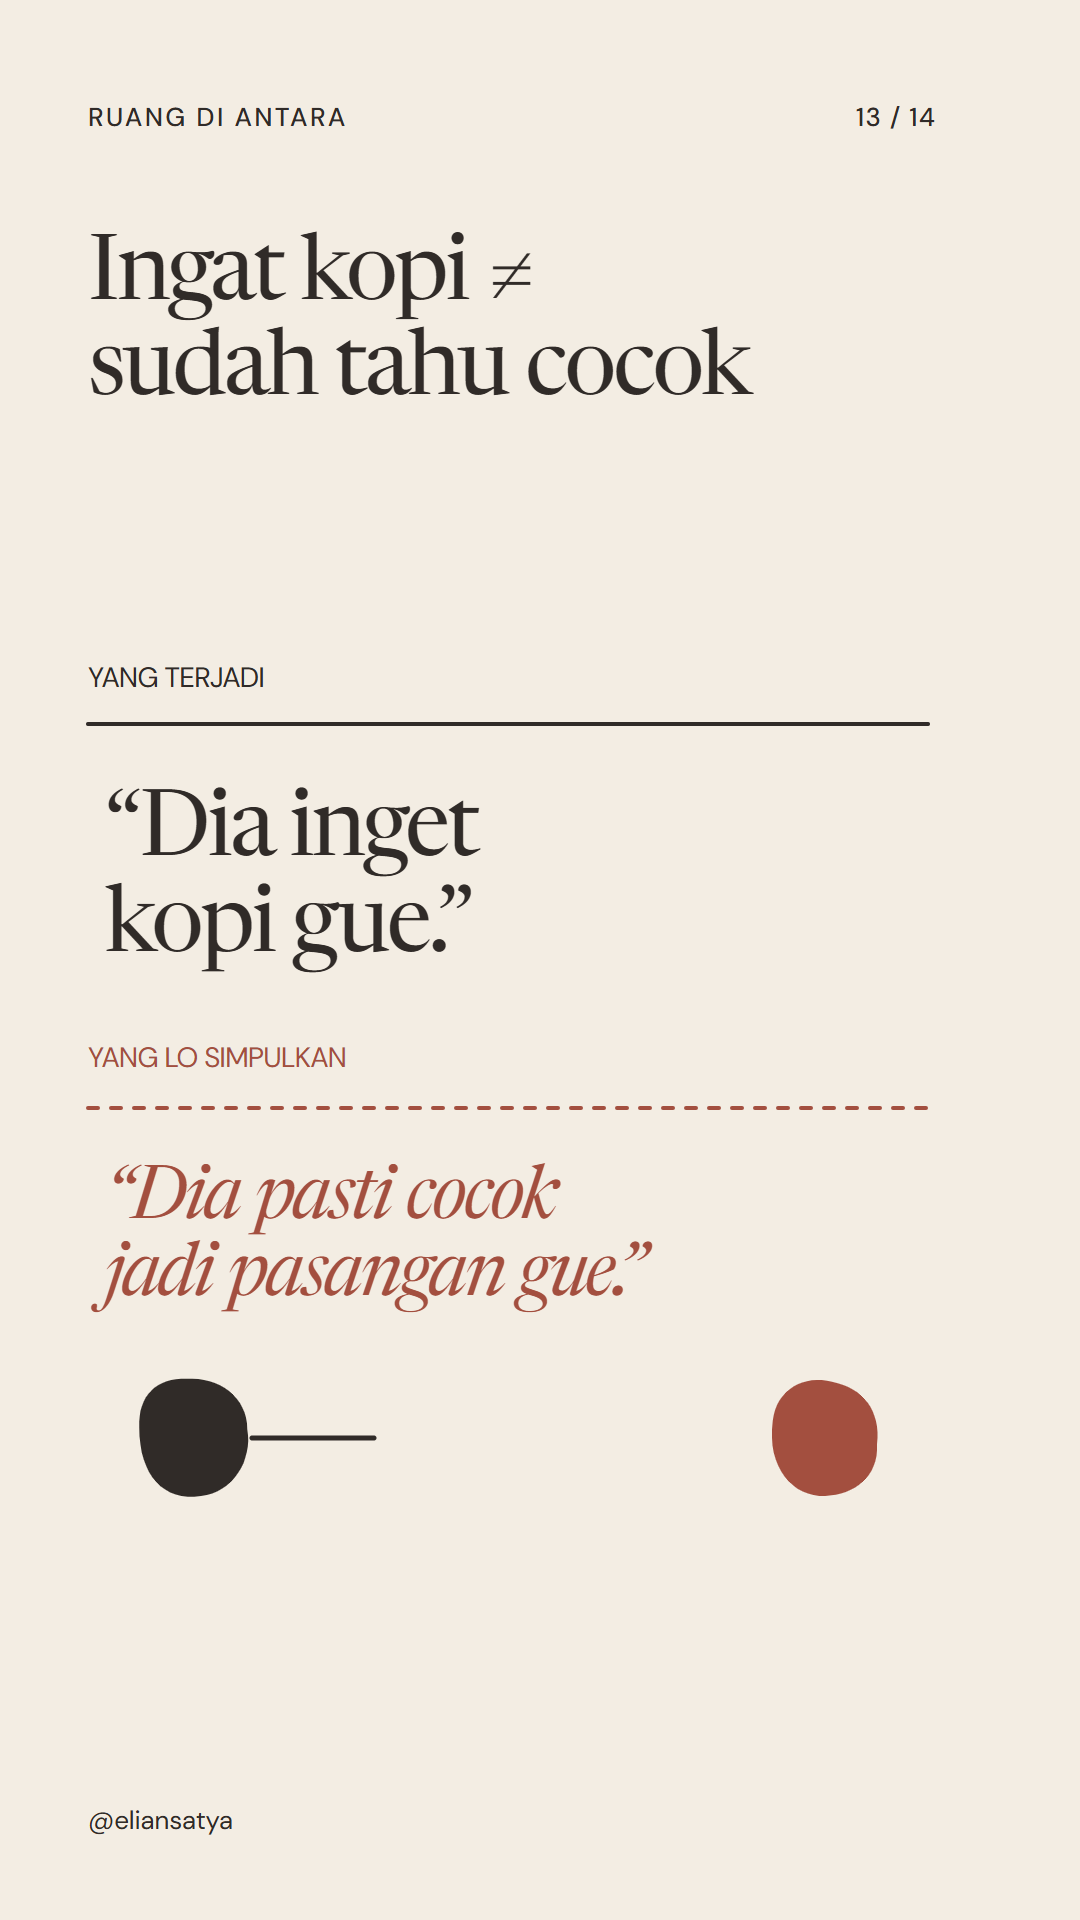 RUANG DI ANTARA
13 / 14
Ingat kopi ≠
sudah tahu cocok
YANG TERJADI
“Dia inget
kopi gue.”
YANG LO SIMPULKAN
“Dia pasti cocok
jadi pasangan gue.”
@eliansatya